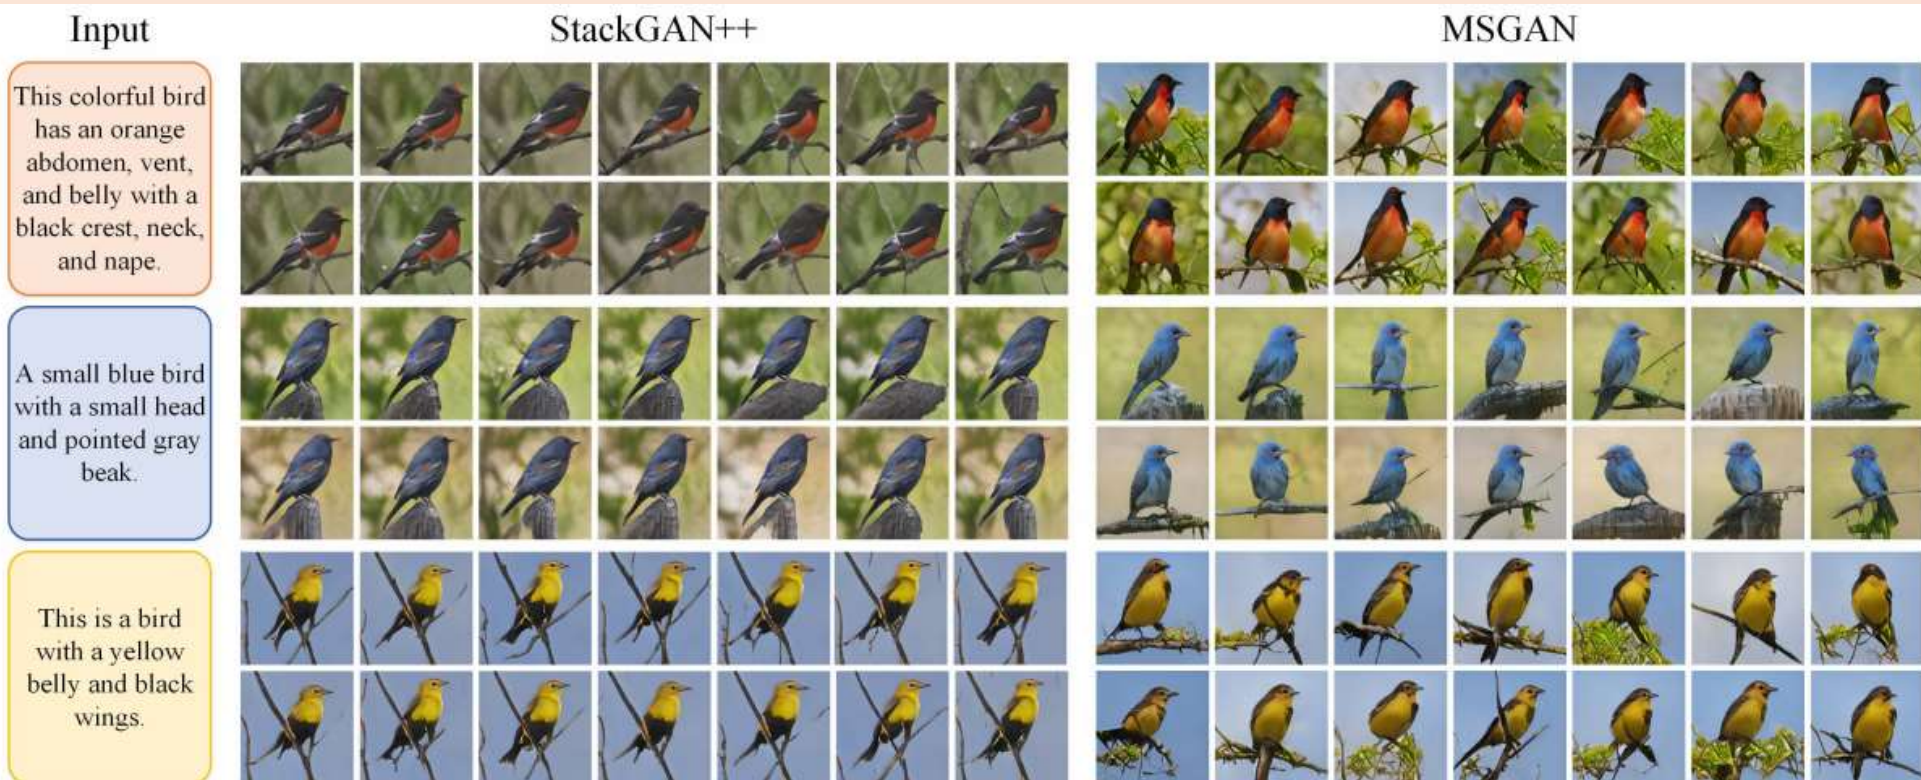 Input
StackGAN++
MSGAN
This colorful bird
has an orange
abdomen, vent,
and belly with a
black crest, neck,
and nape.
A small blue bird
with a small head
and pointed gray
beak.
This is a bird
with a yellow
belly and black
wings.